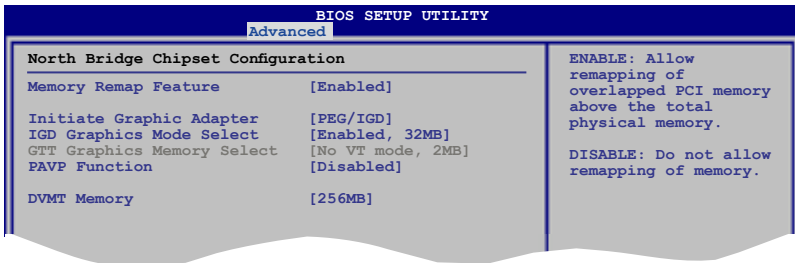 BIOS SETUP UTILITY
Advanced
North Bridge Chipset Configuration
Memory Remap Feature [Enabled]
Initiate Graphic Adapter [PEG/IGD]
IGD Graphics Mode Select [Enabled, 32MB]
GTT Graphics Memory Select [No VT mode, 2MB]
PAVP Function [Disabled]
DVMT Memory [256MB]
ENABLE: Allow
remapping of
overlapped PCI memory
above the total
physical memory.
DISABLE: Do not allow
remapping of memory.